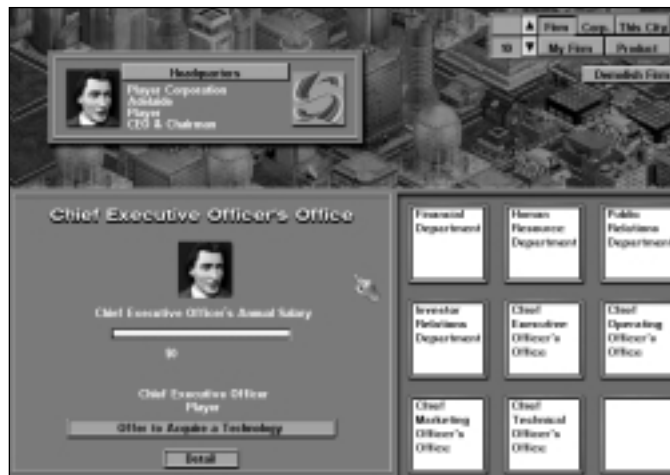 Firm Corp. This City
10 My Firm Product
Demolish Firm
Headquarters
Player Corporation
Adelaide
Player
CEO & Chairman
Chief Executive Officer's Office
Chief Executive Officer's Annual Salary
$0
Chief Executive Officer
Player
Offer to Acquire a Technology
Detail
Financial
Department
Human
Resource
Department
Public
Relations
Department
Investor
Relations
Department
Chief
Executive
Officer's
Office
Chief
Operating
Officer's
Office
Chief
Marketing
Officer's
Office
Chief
Technical
Officer's
Office